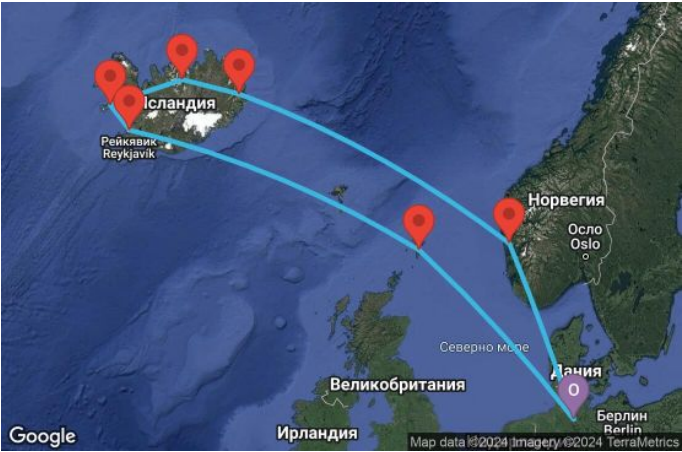 Исландия
Рейкявик
Reykjavík
Норвегия
Осло
Oslo
Северно море
Дания
Великобритания
O
Берлин
Berlin
Ирландия
Google
Map data ©2024 Imagery ©2024 TerraMetrics